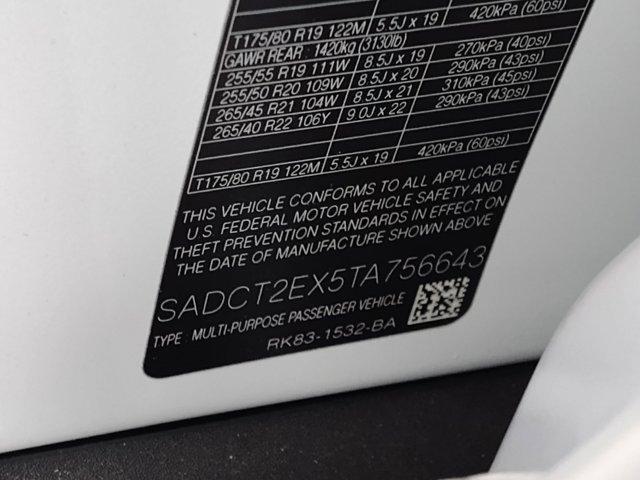 420kPa (60psi)
T175/80 R19 122M 5.5J x 19
GAWR REAR : 1420kg (3130lb)
255/55 R19 111W 8.5J x 19 270kPa (40psi)
255/50 R20 109W 8.5J x 20 290kPa (43psi)
265/45 R21 104W 8.5J x 21 310kPa (45psi)
265/40 R22 106Y 9.0J x 22 290kPa (43psi)
T175/80 R19 122M 5.5J x 19 420kPa (60psi)
THIS VEHICLE CONFORMS TO ALL APPLICABLE
U.S. FEDERAL MOTOR VEHICLE SAFETY AND
THEFT PREVENTION STANDARDS IN EFFECT ON
THE DATE OF MANUFACTURE SHOWN ABOVE
SADCT2EX5TA756643
TYPE : MULTI-PURPOSE PASSENGER VEHICLE
RK83-1532-BA